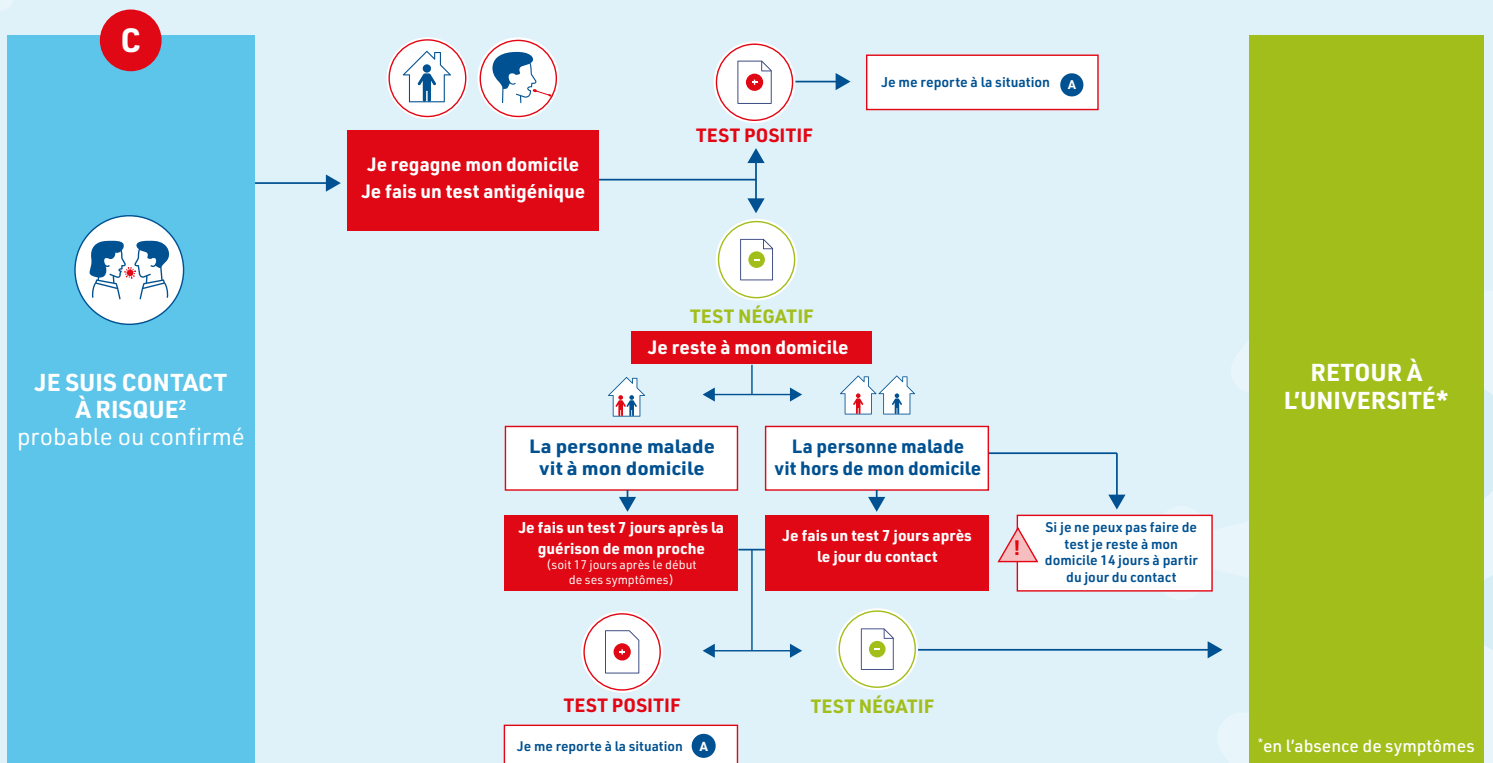 C
JE SUIS CONTACT
À RISQUE²
probable ou confirmé
Je regagne mon domicile
Je fais un test antigénique
TEST POSITIF
Je me reporte à la situation A
TEST NÉGATIF
Je reste à mon domicile
La personne malade
vit à mon domicile
La personne malade
vit hors de mon domicile
Je fais un test 7 jours après la
guérison de mon proche
(soit 17 jours après le début
de ses symptômes)
Je fais un test 7 jours après
le jour du contact
!
Si je ne peux pas faire de
test je reste à mon
domicile 14 jours à partir
du jour du contact
TEST POSITIF
Je me reporte à la situation A
TEST NÉGATIF
RETOUR À
L'UNIVERSITÉ*
*en l'absence de symptômes